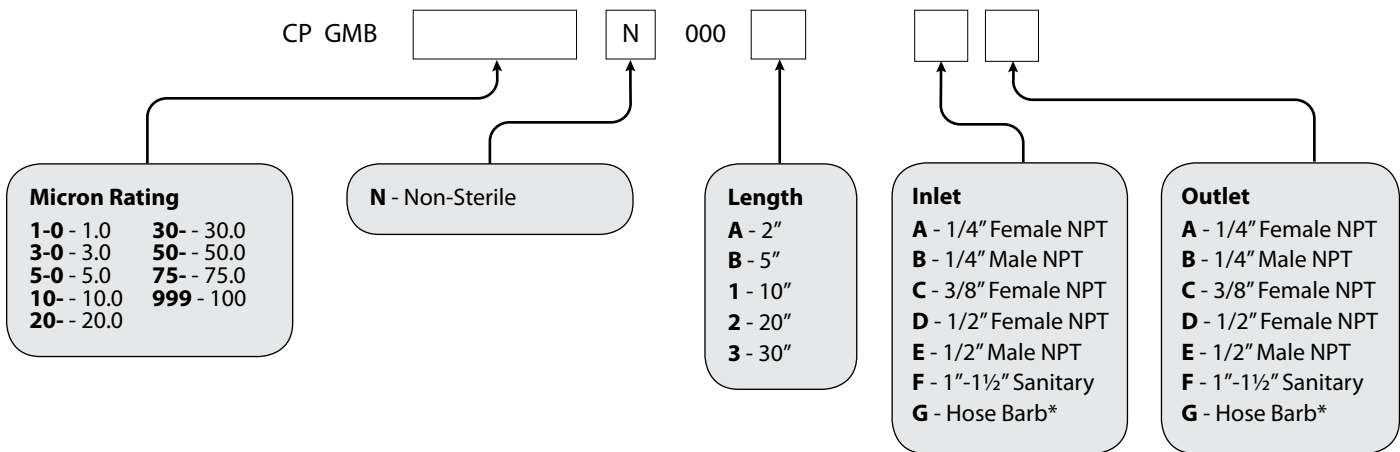 CP GMB N 000
Micron Rating
1-0 - 1.0 30- - 30.0
3-0 - 3.0 50- - 50.0
5-0 - 5.0 75- - 75.0
10- - 10.0 999 - 100
20- - 20.0
N - Non-Sterile
Length
A - 2"
B - 5"
1 - 10"
2 - 20"
3 - 30"
Inlet
A - 1/4" Female NPT
B - 1/4" Male NPT
C - 3/8" Female NPT
D - 1/2" Female NPT
E - 1/2" Male NPT
F - 1"-1½" Sanitary
G - Hose Barb*
Outlet
A - 1/4" Female NPT
B - 1/4" Male NPT
C - 3/8" Female NPT
D - 1/2" Female NPT
E - 1/2" Male NPT
F - 1"-1½" Sanitary
G - Hose Barb*